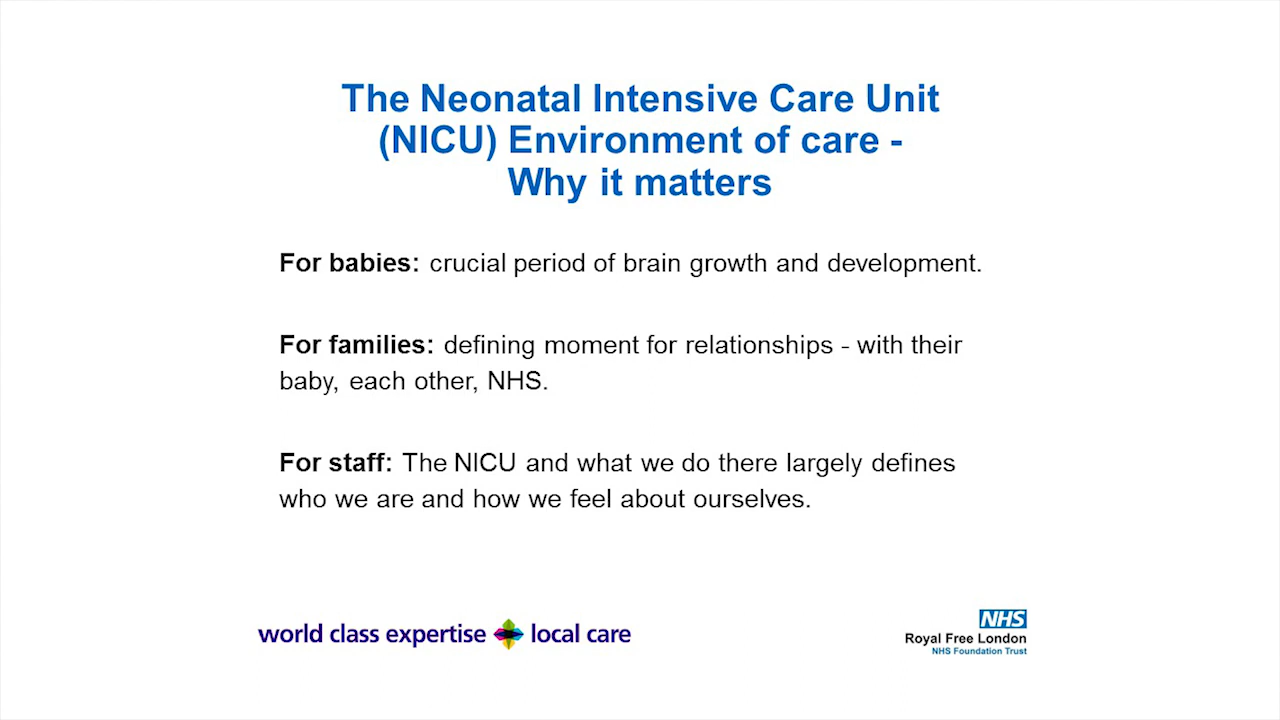 The Neonatal Intensive Care Unit
(NICU) Environment of care -
Why it matters
For babies: crucial period of brain growth and development.
For families: defining moment for relationships - with their
baby, each other, NHS.
For staff: The NICU and what we do there largely defines
who we are and how we feel about ourselves.
world class expertise local care
NHS
Royal Free London
NHS Foundation Trust